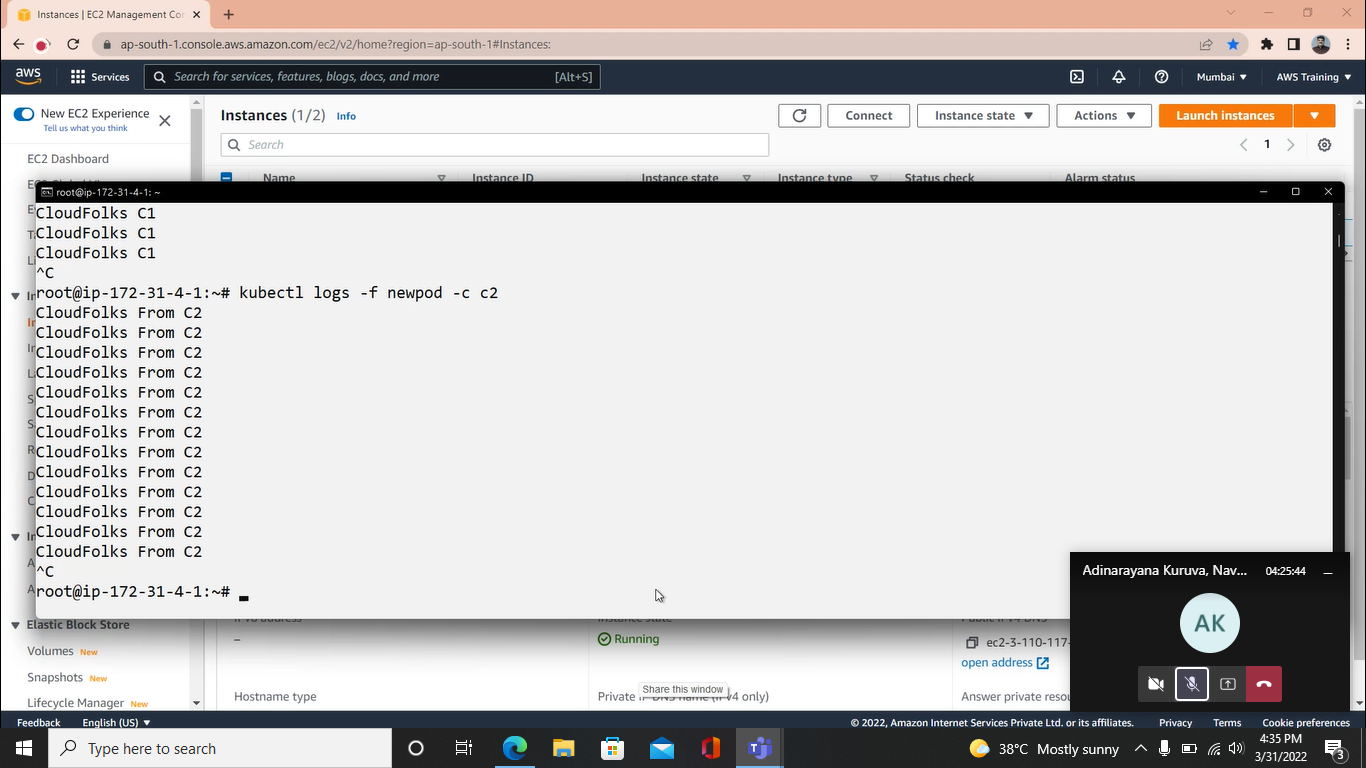 Instances | EC2 Management Con
ap-south-1.console.aws.amazon.com/ec2/v2/home?region=ap-south-1#Instances:
aws
Services
Search for services, features, blogs, docs, and more
[Alt+S]
Mumbai
AWS Training
New EC2 Experience
Tell us what you think
Instances (1/2) Info
Connect
Instance state
Actions
Launch instances
Search
1
EC2 Dashboard
Name
Instance ID
Instance state
Instance type
Status check
Alarm status
root@ip-172-31-4-1: ~
CloudFolks C1
CloudFolks C1
CloudFolks C1
^C
root@ip-172-31-4-1:~# kubectl logs -f newpod -c c2
CloudFolks From C2
CloudFolks From C2
CloudFolks From C2
CloudFolks From C2
CloudFolks From C2
CloudFolks From C2
CloudFolks From C2
CloudFolks From C2
CloudFolks From C2
CloudFolks From C2
CloudFolks From C2
CloudFolks From C2
CloudFolks From C2
^C
root@ip-172-31-4-1:~#
Adinarayana Kuruva, Nav...
04:25:44
AK
Elastic Block Store
Volumes New
Snapshots New
Lifecycle Manager New
Instance state
Public IPv4 DNS
–
Running
ec2-3-110-117-
open address
Hostname type
Private IP DNS name (IPv4 only)
Share this window
Answer private resou
Feedback
English (US)
© 2022, Amazon Internet Services Private Ltd. or its affiliates.
Privacy
Terms
Cookie preferences
Type here to search
38°C Mostly sunny
4:35 PM
3/31/2022
3